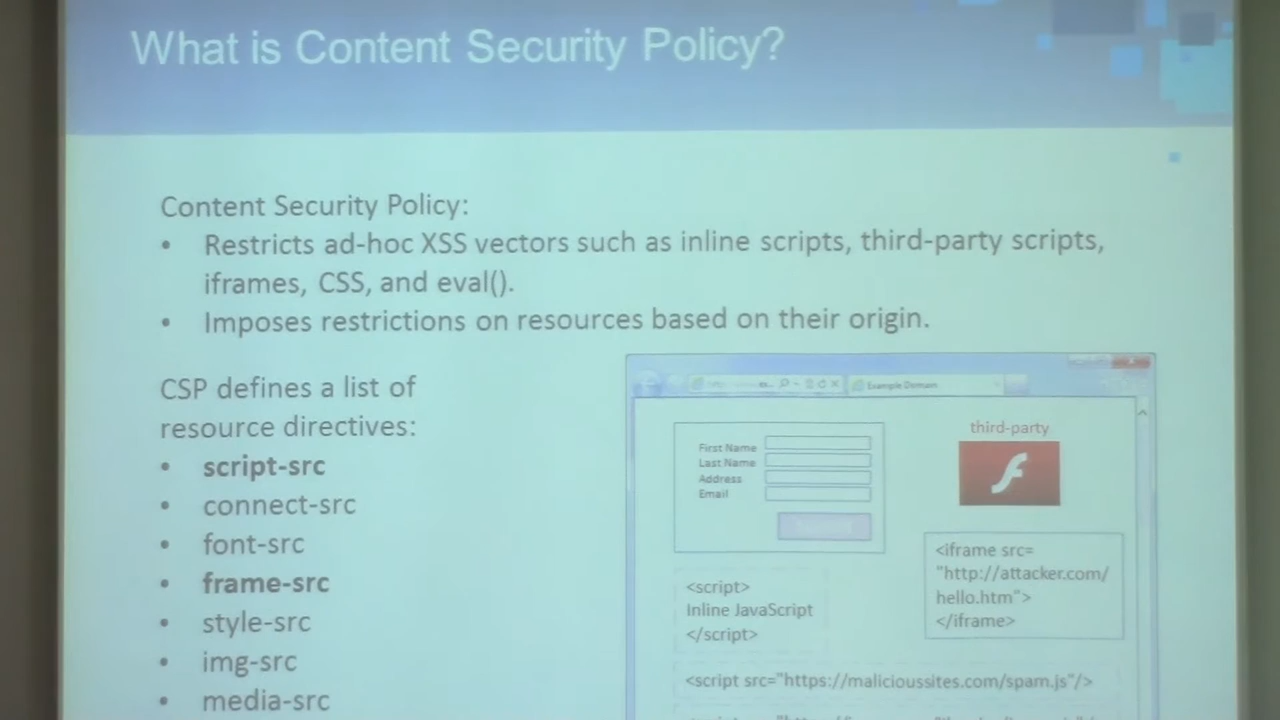 What is Content Security Policy?
Content Security Policy:
• Restricts ad-hoc XSS vectors such as inline scripts, third-party scripts,
iframes, CSS, and eval().
• Imposes restrictions on resources based on their origin.
CSP defines a list of
resource directives:
• script-src
• connect-src
• font-src
• frame-src
• style-src
• img-src
• media-src
Example Domain
First Name
Last Name
Address
Email
third-party
<iframe src=
"http://attacker.com/
hello.htm">
</iframe>
<script>
Inline JavaScript
</script>
<script src="https://malicioussites.com/spam.js"/>